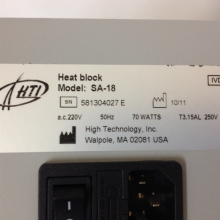 HTI
Heat block
Model: SA-18
IVD
SN 581304027 E 10/11
a.c.220V 50Hz 70 WATTS T3.15AL 250V
High Technology, Inc.
Walpole, MA 02081 USA